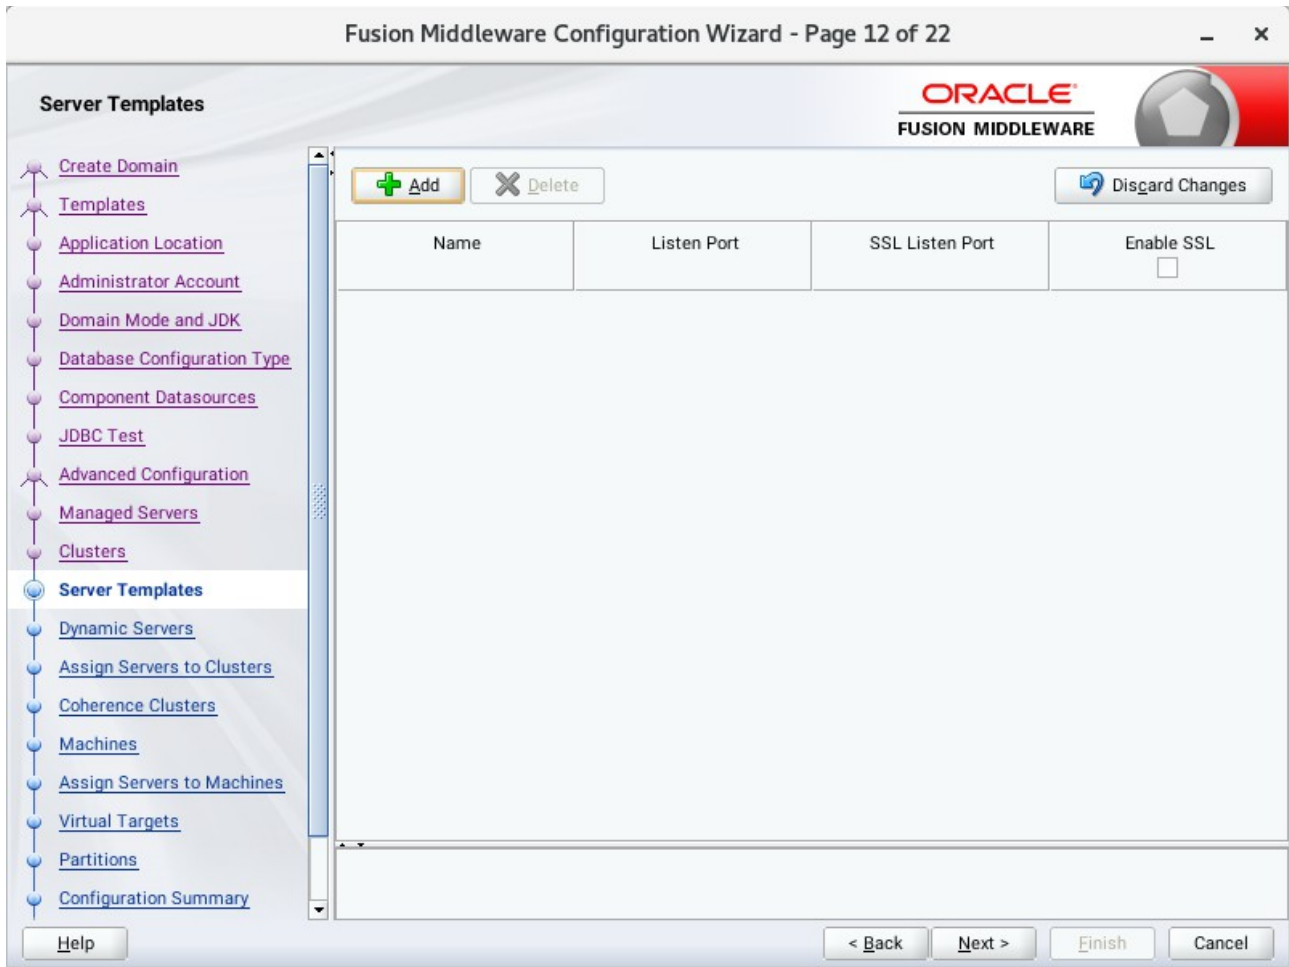 Fusion Middleware Configuration Wizard - Page 12 of 22
Server Templates
ORACLE
FUSION MIDDLEWARE
Create Domain
Templates
Application Location
Administrator Account
Domain Mode and JDK
Database Configuration Type
Component Datasources
JDBC Test
Advanced Configuration
Managed Servers
Clusters
Server Templates
Dynamic Servers
Assign Servers to Clusters
Coherence Clusters
Machines
Assign Servers to Machines
Virtual Targets
Partitions
Configuration Summary
Add Delete Discard Changes
Name Listen Port SSL Listen Port Enable SSL
Help < Back Next > Finish Cancel